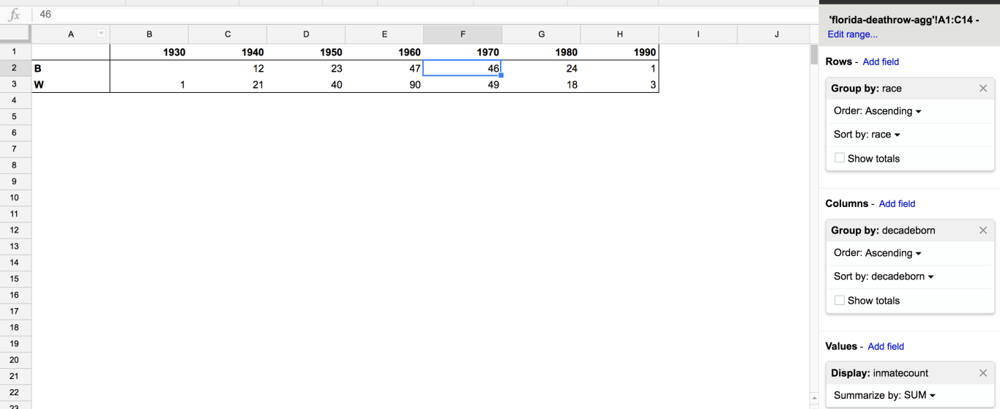 fx 46
A B C D E F G H I J
1 1930 1940 1950 1960 1970 1980 1990
2 B 12 23 47 46 24 1
3 W 1 21 40 90 49 18 3
4
5
6
7
8
9
10
11
12
13
14
15
16
17
18
19
20
21
22
23
'florida-deathrow-agg'!A1:C14 -
Edit range...
Rows - Add field
Group by: race
Order: Ascending
Sort by: race
Show totals
Columns - Add field
Group by: decadeborn
Order: Ascending
Sort by: decadeborn
Show totals
Values - Add field
Display: inmatecount
Summarize by: SUM